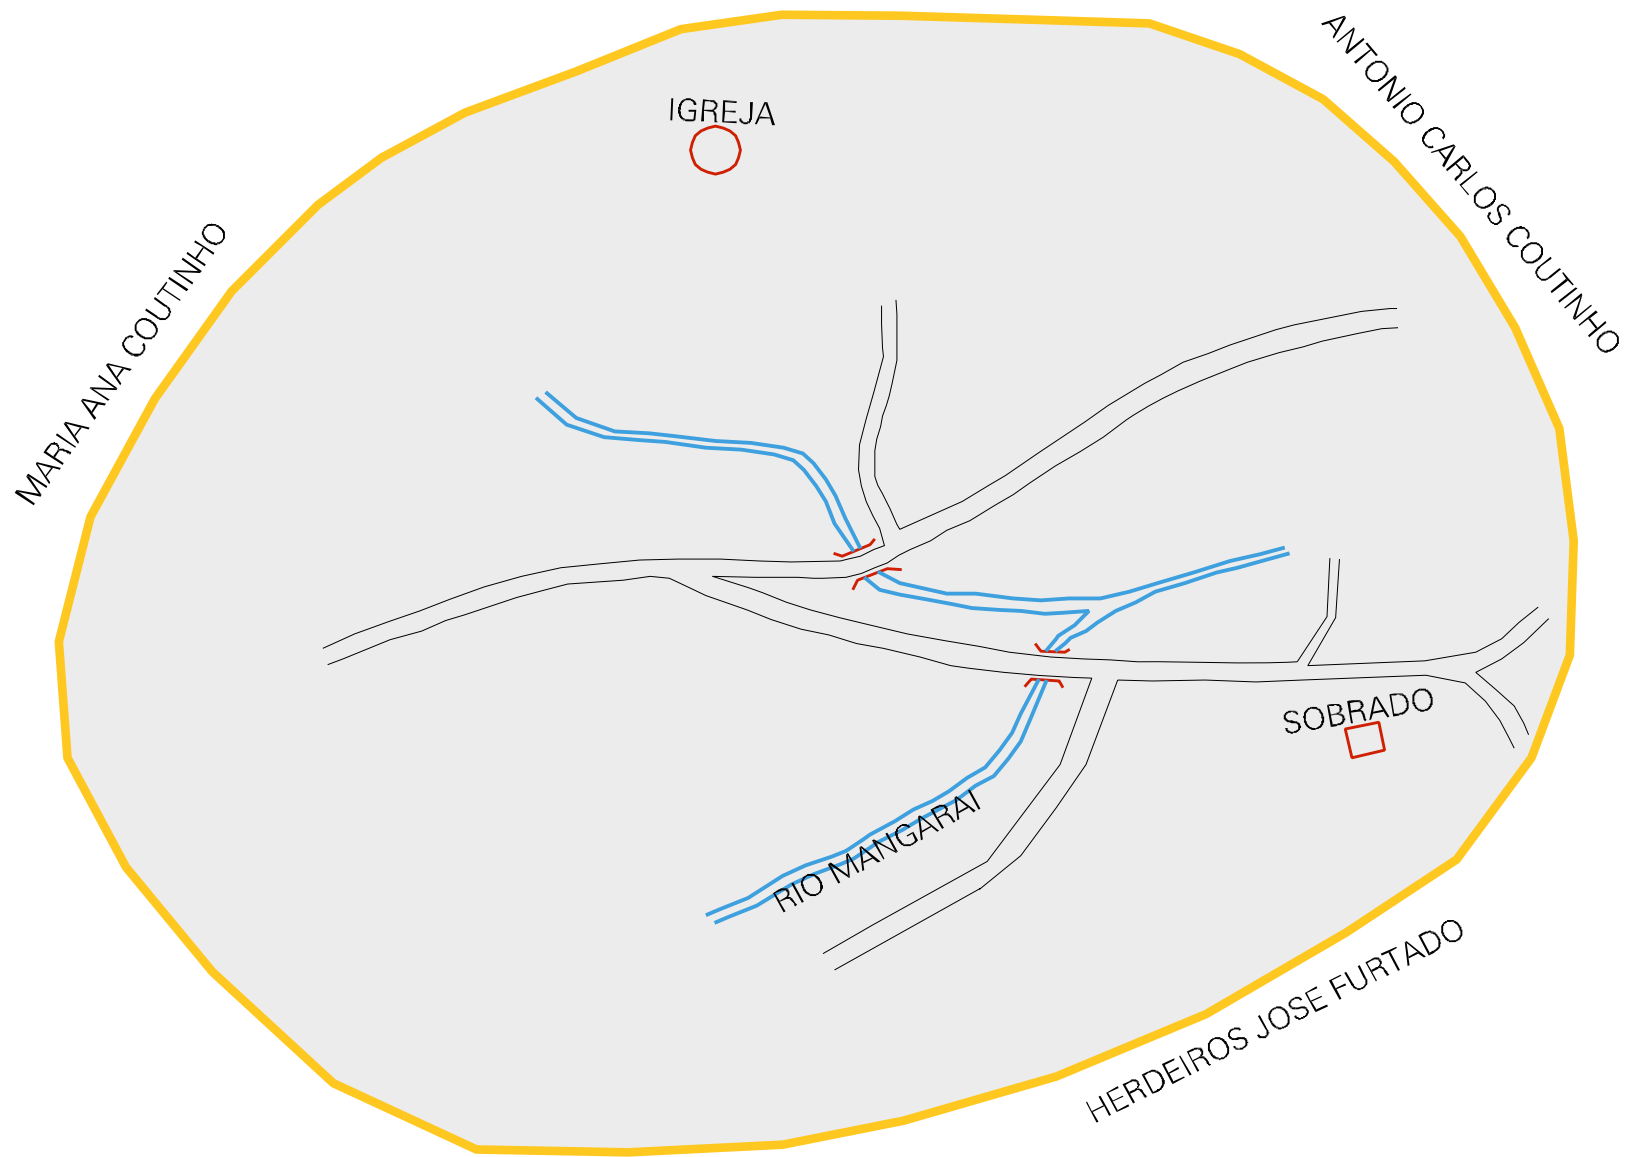 ANTONIO CARLOS COUTINHO
IGREJA
MARIA ANA COUTINHO
SOBRADO
RIO MANGARAI
HERDEIROS JOSE FURTADO